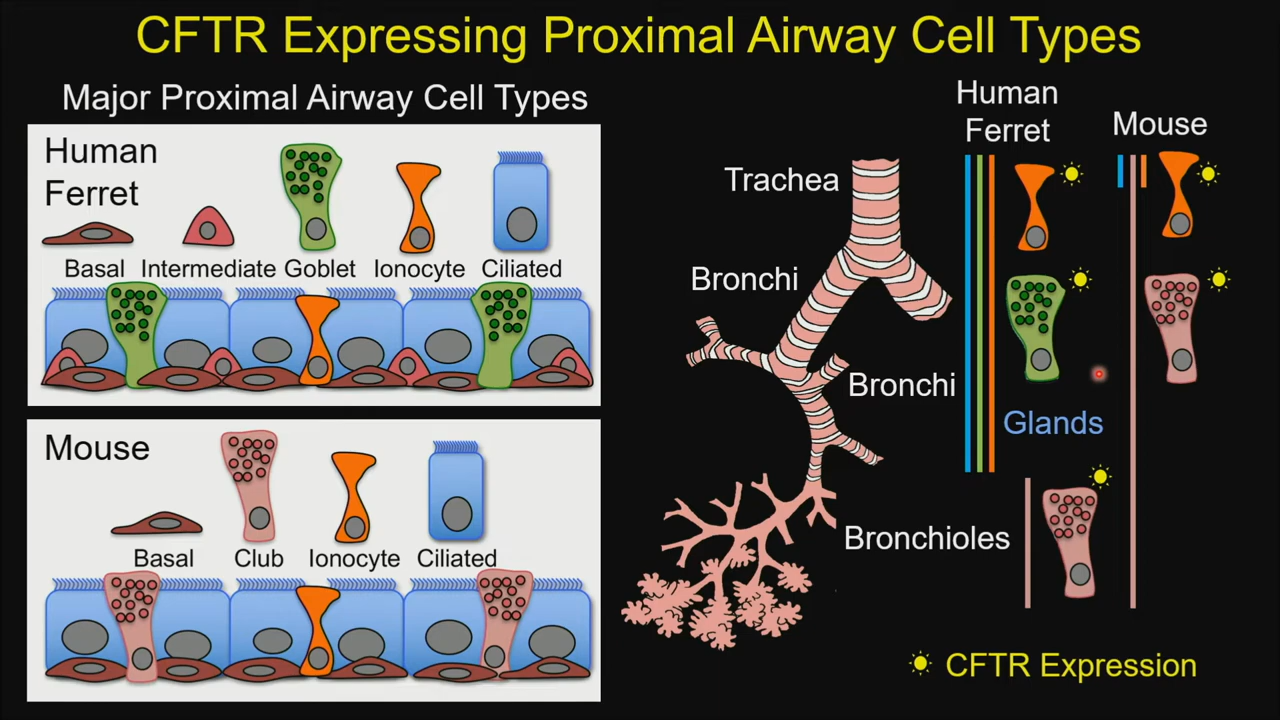 CFTR Expressing Proximal Airway Cell Types
Major Proximal Airway Cell Types
Human
Ferret
Basal Intermediate Goblet Ionocyte Ciliated
Mouse
Basal Club Ionocyte Ciliated
Human
Ferret
Mouse
Trachea
Bronchi
Bronchi
Glands
Bronchioles
CFTR Expression